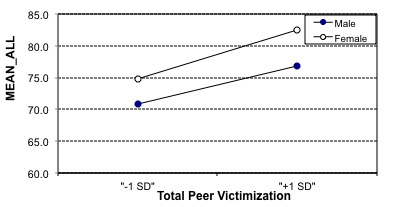 85.0
80.0
75.0
70.0
65.0
60.0
MEAN_ALL
Male
Female
"-1 SD"
"+1 SD"
Total Peer Victimization